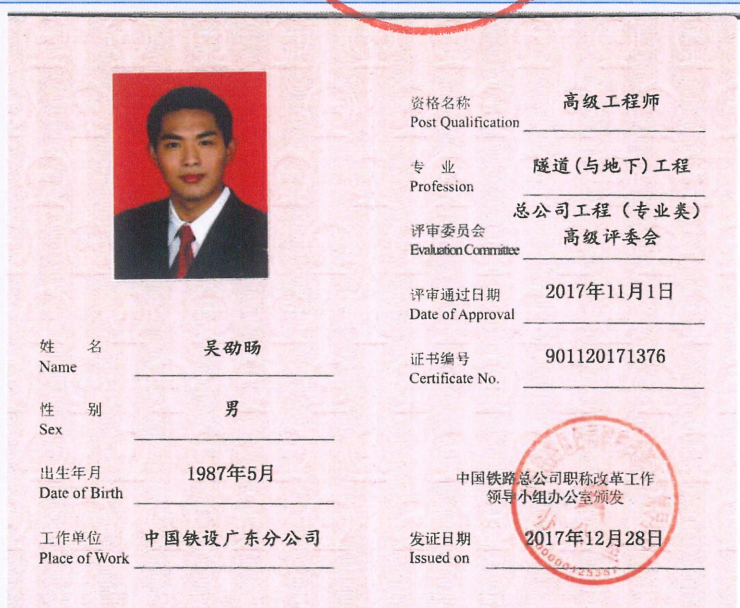 姓 名 吴劭旸
Name
性 别 男
Sex
出生年月 1987年5月
Date of Birth
工作单位 中国铁设广东分公司
Place of Work
资格名称 高级工程师
Post Qualification
专 业 隧道(与地下)工程
Profession
总公司工程（专业类）
评审委员会 高级评委会
Evaluation Committee
评审通过日期 2017年11月1日
Date of Approval
证书编号 901120171376
Certificate No.
中国铁路总公司职称改革工作
领导小组办公室颁发
发证日期 2017年12月28日
Issued on